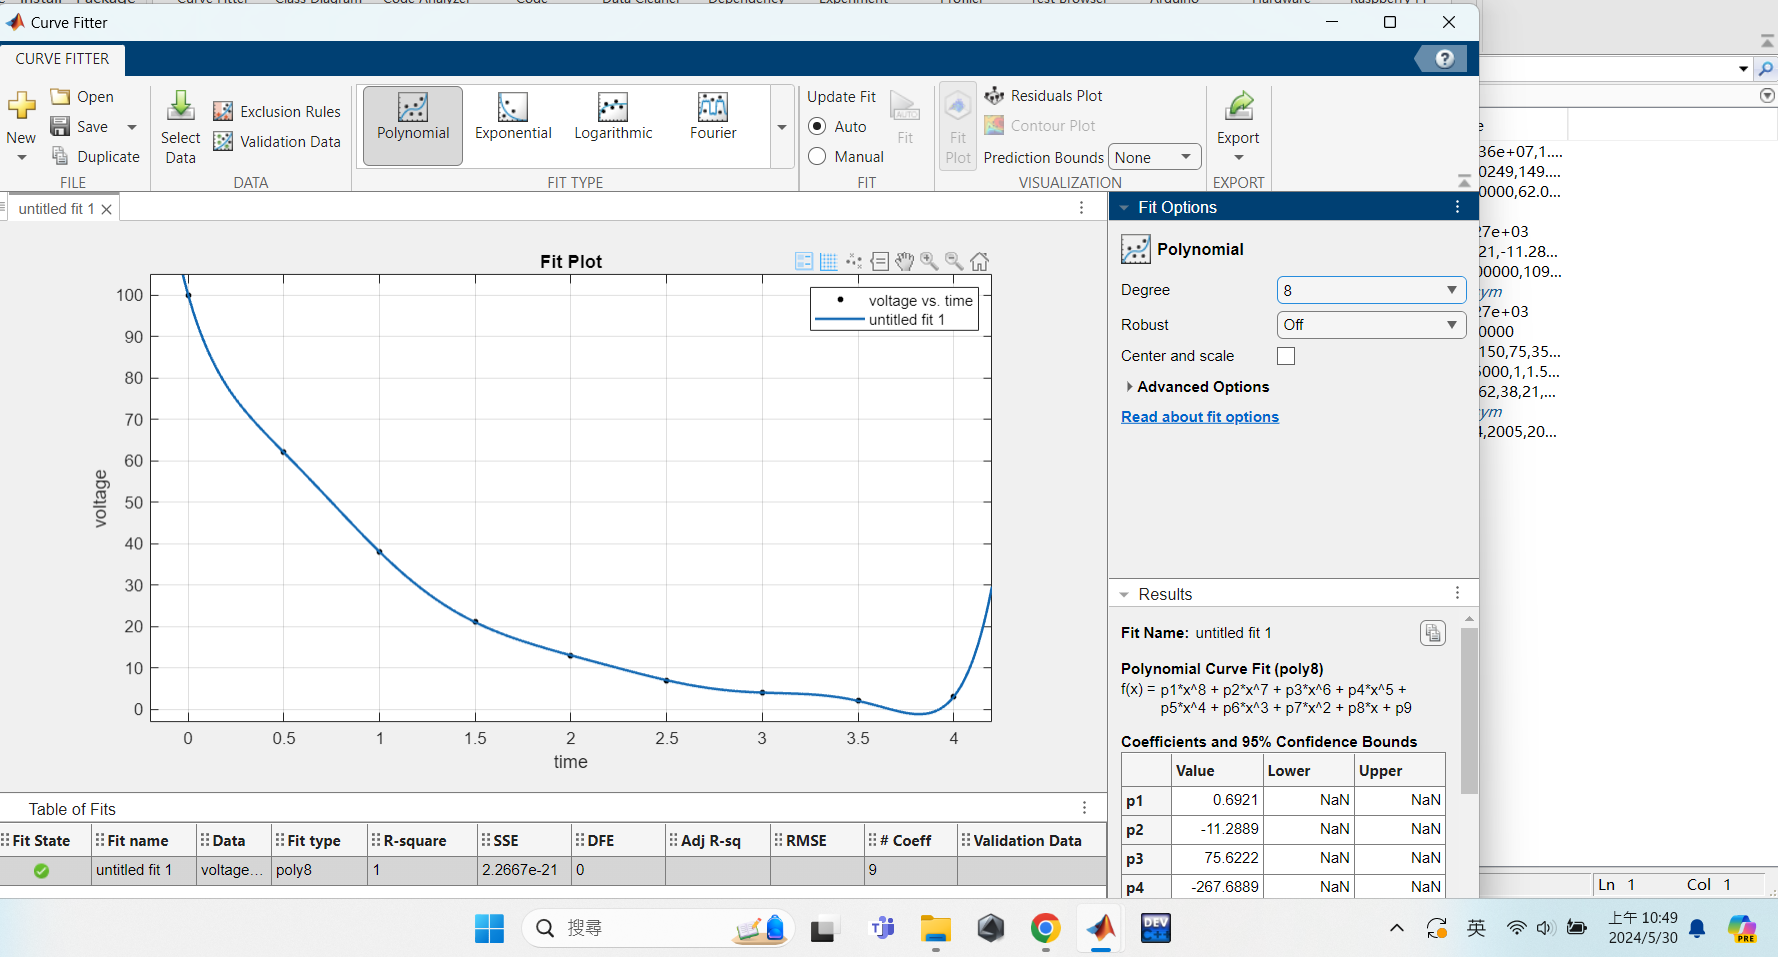 Curve Fitter
CURVE FITTER
New
Open
Save
Duplicate
FILE
Select
Data
Exclusion Rules
Validation Data
DATA
Polynomial
Exponential
Logarithmic
Fourier
FIT TYPE
Update Fit
Auto
Manual
AUTO
Fit
FIT
Fit
Plot
Residuals Plot
Contour Plot
Prediction Bounds None
VISUALIZATION
Export
EXPORT
untitled fit 1
Fit Plot
voltage vs. time
untitled fit 1
100
90
80
70
60
50
40
30
20
10
0
voltage
0 0.5 1 1.5 2 2.5 3 3.5 4
time
Fit Options
Polynomial
Degree 8
Robust Off
Center and scale
Advanced Options
Read about fit options
Results
Fit Name: untitled fit 1
Polynomial Curve Fit (poly8)
f(x) = p1*x^8 + p2*x^7 + p3*x^6 + p4*x^5 +
p5*x^4 + p6*x^3 + p7*x^2 + p8*x + p9
Coefficients and 95% Confidence Bounds
Value Lower Upper
p1 0.6921 NaN NaN
p2 -11.2889 NaN NaN
p3 75.6222 NaN NaN
p4 -267.6889 NaN NaN
Table of Fits
Fit State Fit name Data Fit type R-square SSE DFE Adj R-sq RMSE # Coeff Validation Data
untitled fit 1 voltage... poly8 1 2.2667e-21 0 9
36e+07,1....
0249,149....
0000,62.0...
27e+03
21,-11.28...
00000,109...
sym
27e+03
0000
150,75,35...
5000,1,1.5...
62,38,21,...
sym
4,2005,20...
Ln 1 Col 1
搜尋
DEV
英
上午 10:49
2024/5/30
PRE